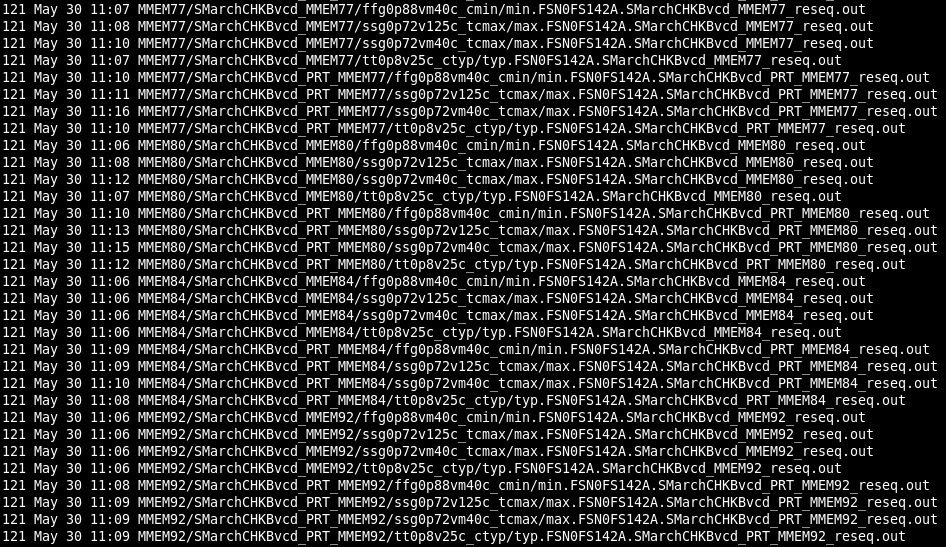 121 May 30 11:07 MMEM77/SMarchCHKBvcd_MMEM77/ffg0p88vm40c_cmin/min.FSN0FS142A.SMarchCHKBvcd_MMEM77_reseq.out
121 May 30 11:08 MMEM77/SMarchCHKBvcd_MMEM77/ssg0p72v125c_tcmax/max.FSN0FS142A.SMarchCHKBvcd_MMEM77_reseq.out
121 May 30 11:10 MMEM77/SMarchCHKBvcd_MMEM77/ssg0p72vm40c_tcmax/max.FSN0FS142A.SMarchCHKBvcd_MMEM77_reseq.out
121 May 30 11:07 MMEM77/SMarchCHKBvcd_MMEM77/tt0p8v25c_ctyp/typ.FSN0FS142A.SMarchCHKBvcd_MMEM77_reseq.out
121 May 30 11:10 MMEM77/SMarchCHKBvcd_PRT_MMEM77/ffg0p88vm40c_cmin/min.FSN0FS142A.SMarchCHKBvcd_PRT_MMEM77_reseq.out
121 May 30 11:11 MMEM77/SMarchCHKBvcd_PRT_MMEM77/ssg0p72v125c_tcmax/max.FSN0FS142A.SMarchCHKBvcd_PRT_MMEM77_reseq.out
121 May 30 11:16 MMEM77/SMarchCHKBvcd_PRT_MMEM77/ssg0p72vm40c_tcmax/max.FSN0FS142A.SMarchCHKBvcd_PRT_MMEM77_reseq.out
121 May 30 11:10 MMEM77/SMarchCHKBvcd_PRT_MMEM77/tt0p8v25c_ctyp/typ.FSN0FS142A.SMarchCHKBvcd_PRT_MMEM77_reseq.out
121 May 30 11:06 MMEM80/SMarchCHKBvcd_MMEM80/ffg0p88vm40c_cmin/min.FSN0FS142A.SMarchCHKBvcd_MMEM80_reseq.out
121 May 30 11:08 MMEM80/SMarchCHKBvcd_MMEM80/ssg0p72v125c_tcmax/max.FSN0FS142A.SMarchCHKBvcd_MMEM80_reseq.out
121 May 30 11:12 MMEM80/SMarchCHKBvcd_MMEM80/ssg0p72vm40c_tcmax/max.FSN0FS142A.SMarchCHKBvcd_MMEM80_reseq.out
121 May 30 11:07 MMEM80/SMarchCHKBvcd_MMEM80/tt0p8v25c_ctyp/typ.FSN0FS142A.SMarchCHKBvcd_MMEM80_reseq.out
121 May 30 11:10 MMEM80/SMarchCHKBvcd_PRT_MMEM80/ffg0p88vm40c_cmin/min.FSN0FS142A.SMarchCHKBvcd_PRT_MMEM80_reseq.out
121 May 30 11:13 MMEM80/SMarchCHKBvcd_PRT_MMEM80/ssg0p72v125c_tcmax/max.FSN0FS142A.SMarchCHKBvcd_PRT_MMEM80_reseq.out
121 May 30 11:15 MMEM80/SMarchCHKBvcd_PRT_MMEM80/ssg0p72vm40c_tcmax/max.FSN0FS142A.SMarchCHKBvcd_PRT_MMEM80_reseq.out
121 May 30 11:12 MMEM80/SMarchCHKBvcd_PRT_MMEM80/tt0p8v25c_ctyp/typ.FSN0FS142A.SMarchCHKBvcd_PRT_MMEM80_reseq.out
121 May 30 11:06 MMEM84/SMarchCHKBvcd_MMEM84/ffg0p88vm40c_cmin/min.FSN0FS142A.SMarchCHKBvcd_MMEM84_reseq.out
121 May 30 11:06 MMEM84/SMarchCHKBvcd_MMEM84/ssg0p72v125c_tcmax/max.FSN0FS142A.SMarchCHKBvcd_MMEM84_reseq.out
121 May 30 11:06 MMEM84/SMarchCHKBvcd_MMEM84/ssg0p72vm40c_tcmax/max.FSN0FS142A.SMarchCHKBvcd_MMEM84_reseq.out
121 May 30 11:06 MMEM84/SMarchCHKBvcd_MMEM84/tt0p8v25c_ctyp/typ.FSN0FS142A.SMarchCHKBvcd_MMEM84_reseq.out
121 May 30 11:09 MMEM84/SMarchCHKBvcd_PRT_MMEM84/ffg0p88vm40c_cmin/min.FSN0FS142A.SMarchCHKBvcd_PRT_MMEM84_reseq.out
121 May 30 11:09 MMEM84/SMarchCHKBvcd_PRT_MMEM84/ssg0p72v125c_tcmax/max.FSN0FS142A.SMarchCHKBvcd_PRT_MMEM84_reseq.out
121 May 30 11:10 MMEM84/SMarchCHKBvcd_PRT_MMEM84/ssg0p72vm40c_tcmax/max.FSN0FS142A.SMarchCHKBvcd_PRT_MMEM84_reseq.out
121 May 30 11:08 MMEM84/SMarchCHKBvcd_PRT_MMEM84/tt0p8v25c_ctyp/typ.FSN0FS142A.SMarchCHKBvcd_PRT_MMEM84_reseq.out
121 May 30 11:06 MMEM92/SMarchCHKBvcd_MMEM92/ffg0p88vm40c_cmin/min.FSN0FS142A.SMarchCHKBvcd_MMEM92_reseq.out
121 May 30 11:06 MMEM92/SMarchCHKBvcd_MMEM92/ssg0p72v125c_tcmax/max.FSN0FS142A.SMarchCHKBvcd_MMEM92_reseq.out
121 May 30 11:06 MMEM92/SMarchCHKBvcd_MMEM92/ssg0p72vm40c_tcmax/max.FSN0FS142A.SMarchCHKBvcd_MMEM92_reseq.out
121 May 30 11:06 MMEM92/SMarchCHKBvcd_MMEM92/tt0p8v25c_ctyp/typ.FSN0FS142A.SMarchCHKBvcd_MMEM92_reseq.out
121 May 30 11:08 MMEM92/SMarchCHKBvcd_PRT_MMEM92/ffg0p88vm40c_cmin/min.FSN0FS142A.SMarchCHKBvcd_PRT_MMEM92_reseq.out
121 May 30 11:09 MMEM92/SMarchCHKBvcd_PRT_MMEM92/ssg0p72v125c_tcmax/max.FSN0FS142A.SMarchCHKBvcd_PRT_MMEM92_reseq.out
121 May 30 11:09 MMEM92/SMarchCHKBvcd_PRT_MMEM92/ssg0p72vm40c_tcmax/max.FSN0FS142A.SMarchCHKBvcd_PRT_MMEM92_reseq.out
121 May 30 11:09 MMEM92/SMarchCHKBvcd_PRT_MMEM92/tt0p8v25c_ctyp/typ.FSN0FS142A.SMarchCHKBvcd_PRT_MMEM92_reseq.out